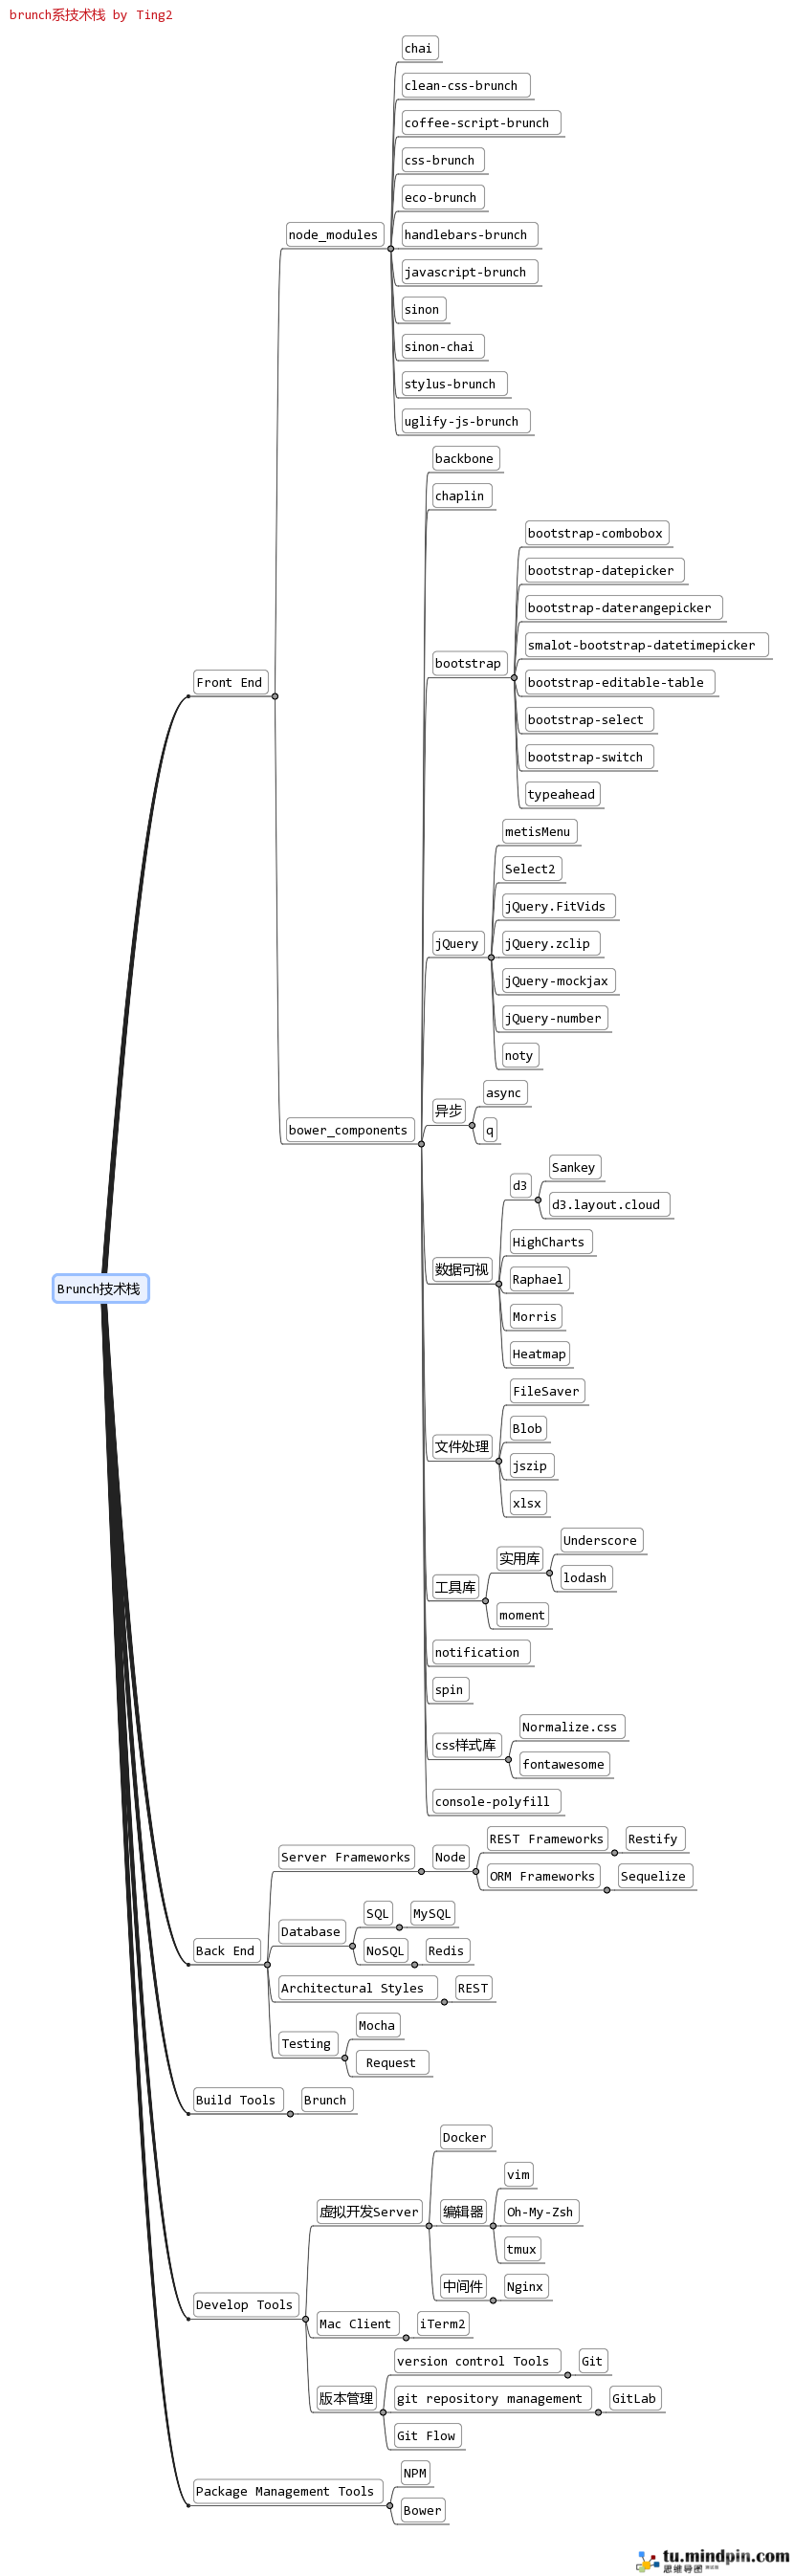 brunch系技术栈 by Ting2
chai
clean-css-brunch
coffee-script-brunch
css-brunch
eco-brunch
node_modules
handlebars-brunch
javascript-brunch
sinon
sinon-chai
stylus-brunch
uglify-js-brunch
backbone
chaplin
bootstrap-combobox
bootstrap-datepicker
bootstrap-daterangepicker
smalot-bootstrap-datetimepicker
bootstrap
Front End
bootstrap-editable-table
bootstrap-select
bootstrap-switch
typeahead
metisMenu
Select2
jQuery.FitVids
jQuery
jQuery.zclip
jQuery-mockjax
jQuery-number
noty
async
异步
bower_components
q
Sankey
d3
d3.layout.cloud
HighCharts
数据可视
Raphael
Brunch技术栈
Morris
Heatmap
FileSaver
Blob
文件处理
jszip
xlsx
Underscore
实用库
lodash
工具库
moment
notification
spin
Normalize.css
css样式库
fontawesome
console-polyfill
REST Frameworks
Restify
Server Frameworks
Node
ORM Frameworks
Sequelize
SQL
MySQL
Database
Back End
NoSQL
Redis
Architectural Styles
REST
Mocha
Testing
Request
Build Tools
Brunch
Docker
vim
虚拟开发Server
编辑器
Oh-My-Zsh
tmux
中间件
Nginx
Develop Tools
Mac Client
iTerm2
version control Tools
Git
版本管理
git repository management
GitLab
Git Flow
NPM
Package Management Tools
Bower
tu.mindpin.com
思维导图